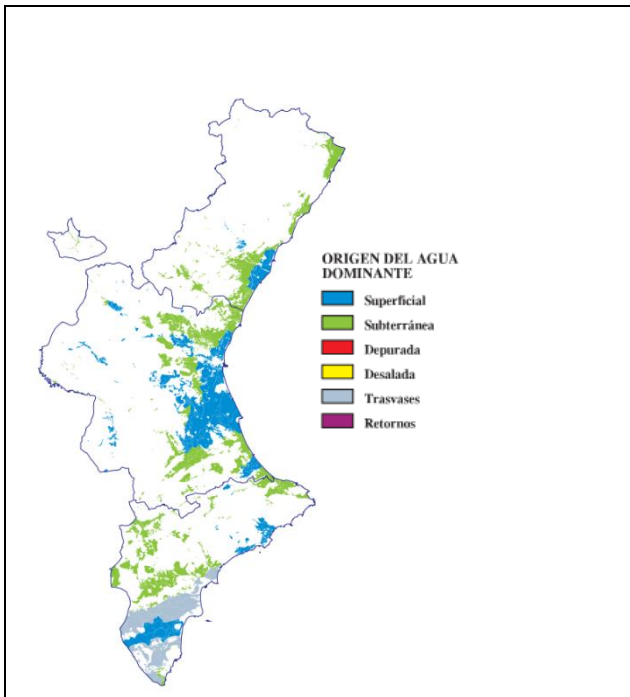 ORIGEN DEL AGUA
DOMINANTE
Superficial
Subterránea
Depurada
Desalada
Trasvases
Retornos